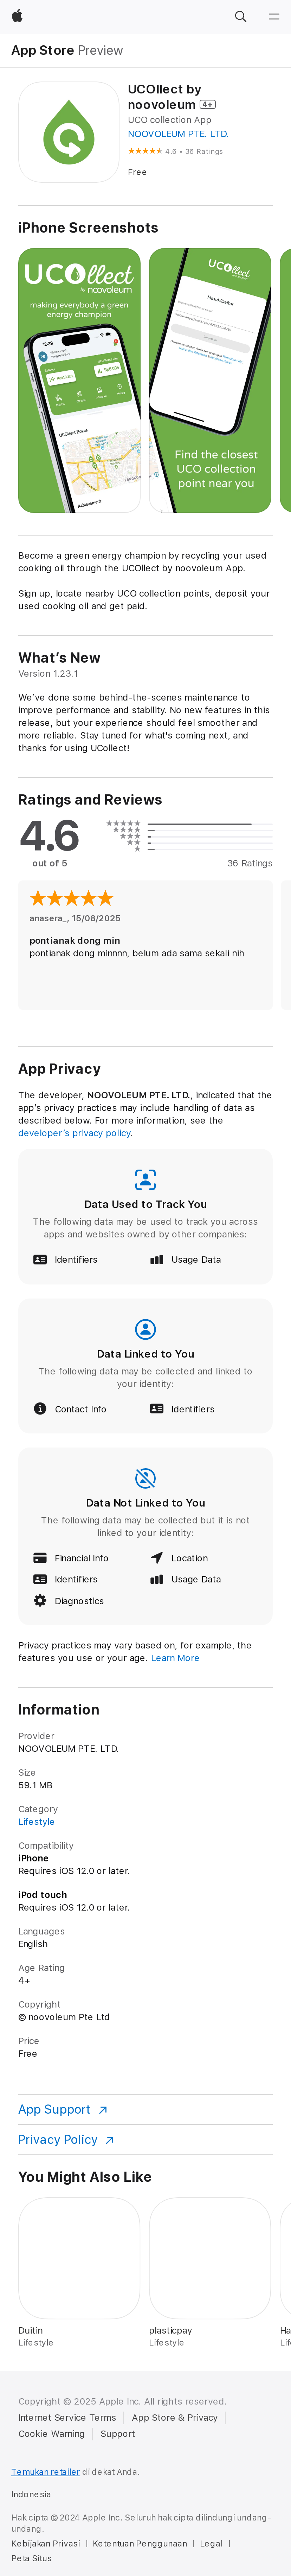 App Store Preview
UCOllect by
noovoleum 4+
UCO collection App
NOOVOLEUM PTE. LTD.
4.6 • 36 Ratings
Free
iPhone Screenshots
UCOllect
by noovoleum
making everybody a green
energy champion
12:39
UCOllect Boxes
Achievement
UCOllect
by noovoleum
Masuk/Daftar
Find the closest
UCO collection
point near you
Become a green energy champion by recycling your used
cooking oil through the UCOllect by noovoleum App.
Sign up, locate nearby UCO collection points, deposit your
used cooking oil and get paid.
What’s New
Version 1.23.1
We’ve done some behind-the-scenes maintenance to
improve performance and stability. No new features in this
release, but your experience should feel smoother and
more reliable. Stay tuned for what's coming next, and
thanks for using UCollect!
Ratings and Reviews
4.6
out of 5
36 Ratings
anasera_, 15/08/2025
pontianak dong min
pontianak dong minnnn, belum ada sama sekali nih
App Privacy
The developer, NOOVOLEUM PTE. LTD., indicated that the
app’s privacy practices may include handling of data as
described below. For more information, see the
developer’s privacy policy.
Data Used to Track You
The following data may be used to track you across
apps and websites owned by other companies:
Identifiers
Usage Data
Data Linked to You
The following data may be collected and linked to
your identity:
Contact Info
Identifiers
Data Not Linked to You
The following data may be collected but it is not
linked to your identity:
Financial Info
Location
Identifiers
Usage Data
Diagnostics
Privacy practices may vary based on, for example, the
features you use or your age. Learn More
Information
Provider
NOOVOLEUM PTE. LTD.
Size
59.1 MB
Category
Lifestyle
Compatibility
iPhone
Requires iOS 12.0 or later.
iPod touch
Requires iOS 12.0 or later.
Languages
English
Age Rating
4+
Copyright
© noovoleum Pte Ltd
Price
Free
App Support
Privacy Policy
You Might Also Like
Duitin
Lifestyle
plasticpay
Lifestyle
Copyright © 2025 Apple Inc. All rights reserved.
Internet Service Terms
App Store & Privacy
Cookie Warning
Support
Temukan retailer di dekat Anda.
Indonesia
Hak cipta © 2024 Apple Inc. Seluruh hak cipta dilindungi undang-
undang.
Kebijakan Privasi | Ketentuan Penggunaan | Legal |
Peta Situs